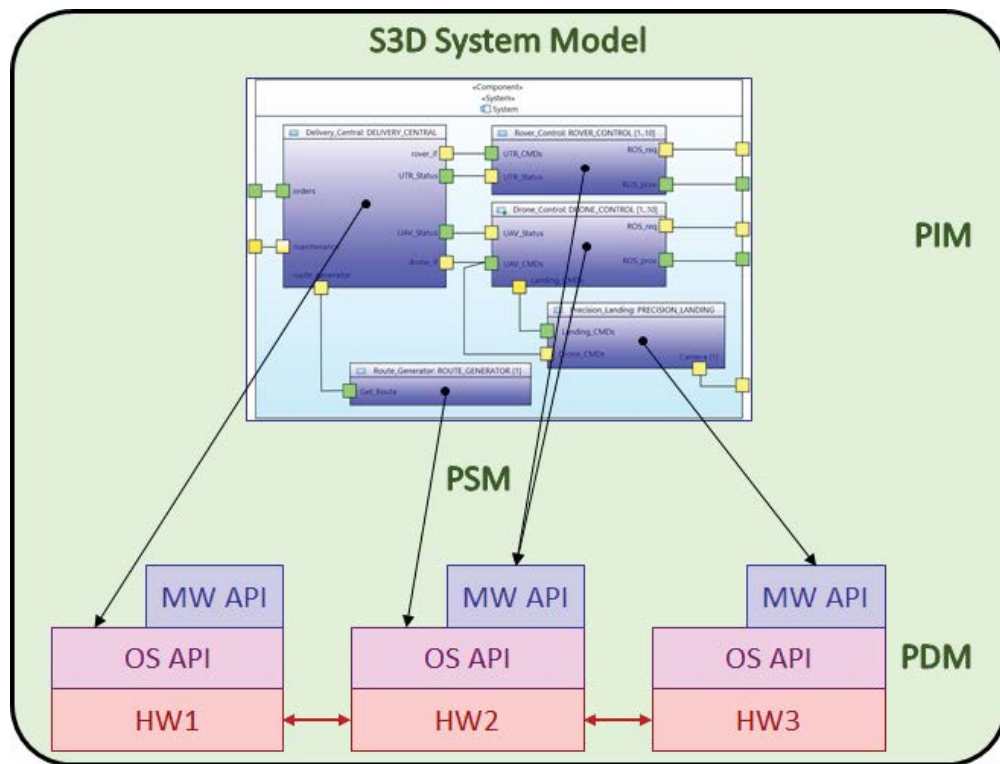 S3D System Model
«Component»
«System»
System
Delivery_Central: DELIVERY_CENTRAL
rover_if
UTR_Status
orders
UAV_Status
maintenance
drone_if
route_generator
Rover_Control: ROVER_CONTROL [1..10]
UTR_CMDs
ROS_req
UTR_Status
ROS_prov
Drone_Control: DRONE_CONTROL [1..10]
UAV_Status
ROS_req
UAV_CMDs
ROS_prov
Landing_CMDs
Precision_Landing: PRECISION_LANDING
Landing_CMDs
Drone_CMDs
Camera [1]
Route_Generator: ROUTE_GENERATOR [1]
Get_Route
PIM
PSM
MW API
MW API
MW API
OS API
OS API
OS API
PDM
HW1
HW2
HW3